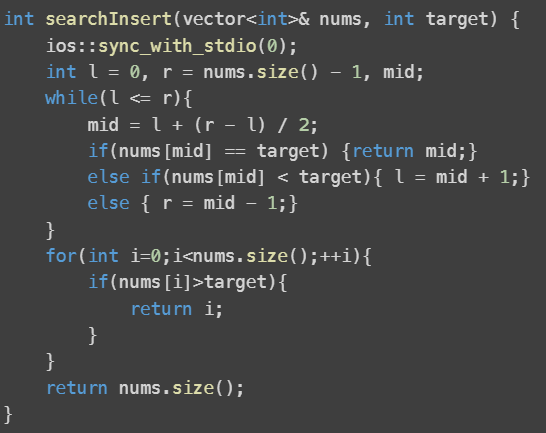 int searchInsert(vector<int>& nums, int target) {
    ios::sync_with_stdio(0);
    int l = 0, r = nums.size() - 1, mid;
    while(l <= r){
        mid = l + (r - l) / 2;
        if(nums[mid] == target) {return mid;}
        else if(nums[mid] < target){ l = mid + 1;}
        else { r = mid - 1;}
    }
    for(int i=0;i<nums.size();++i){
        if(nums[i]>target){
            return i;
        }
    }
    return nums.size();
}